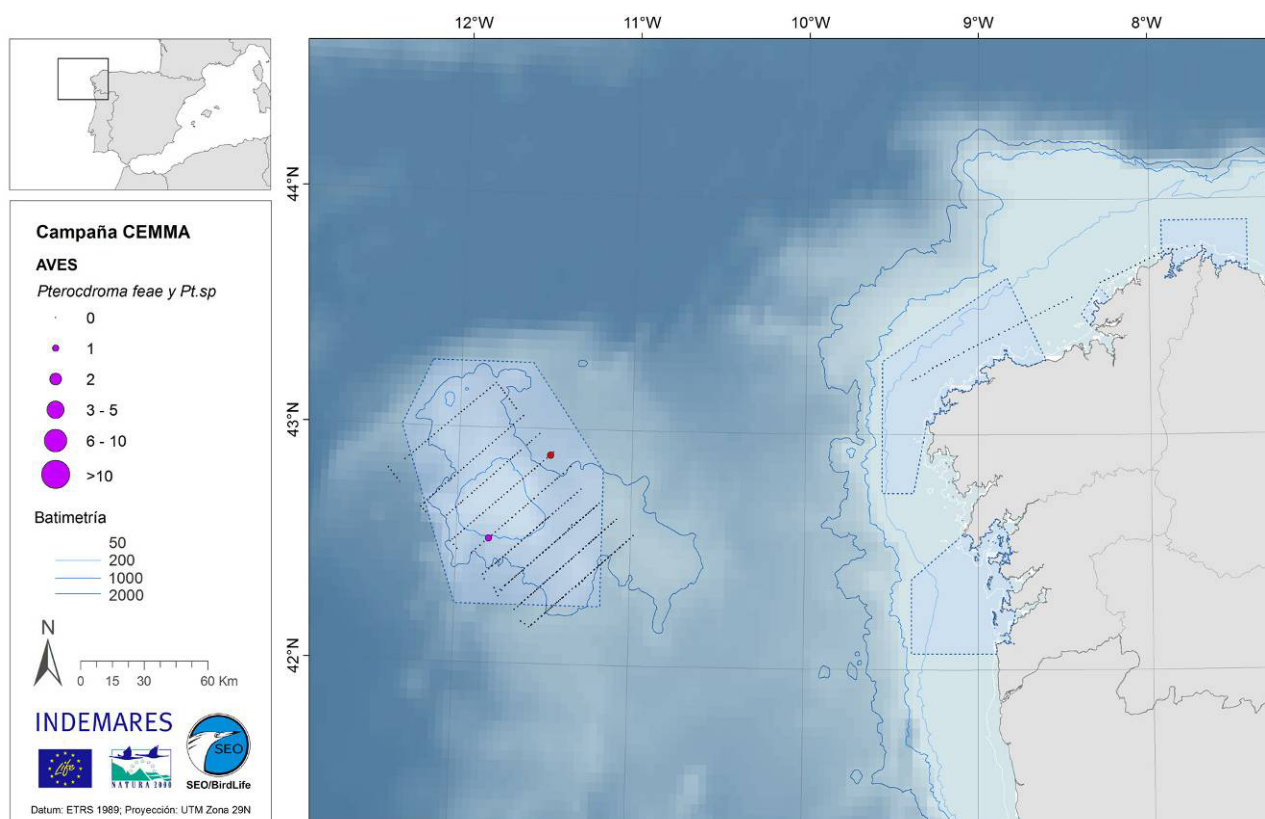 12°W 11°W 10°W 9°W 8°W
44°N
43°N
42°N
Campaña CEMMA
AVES
Pterocdroma feae y Pt.sp
0
1
2
3 - 5
6 - 10
>10
Batimetría
50
200
1000
2000
N
0 15 30 60 Km
INDEMARES
Life
NATURA 2000
SEO
SEO/BirdLife
Datum: ETRS 1989; Proyección: UTM Zona 29N